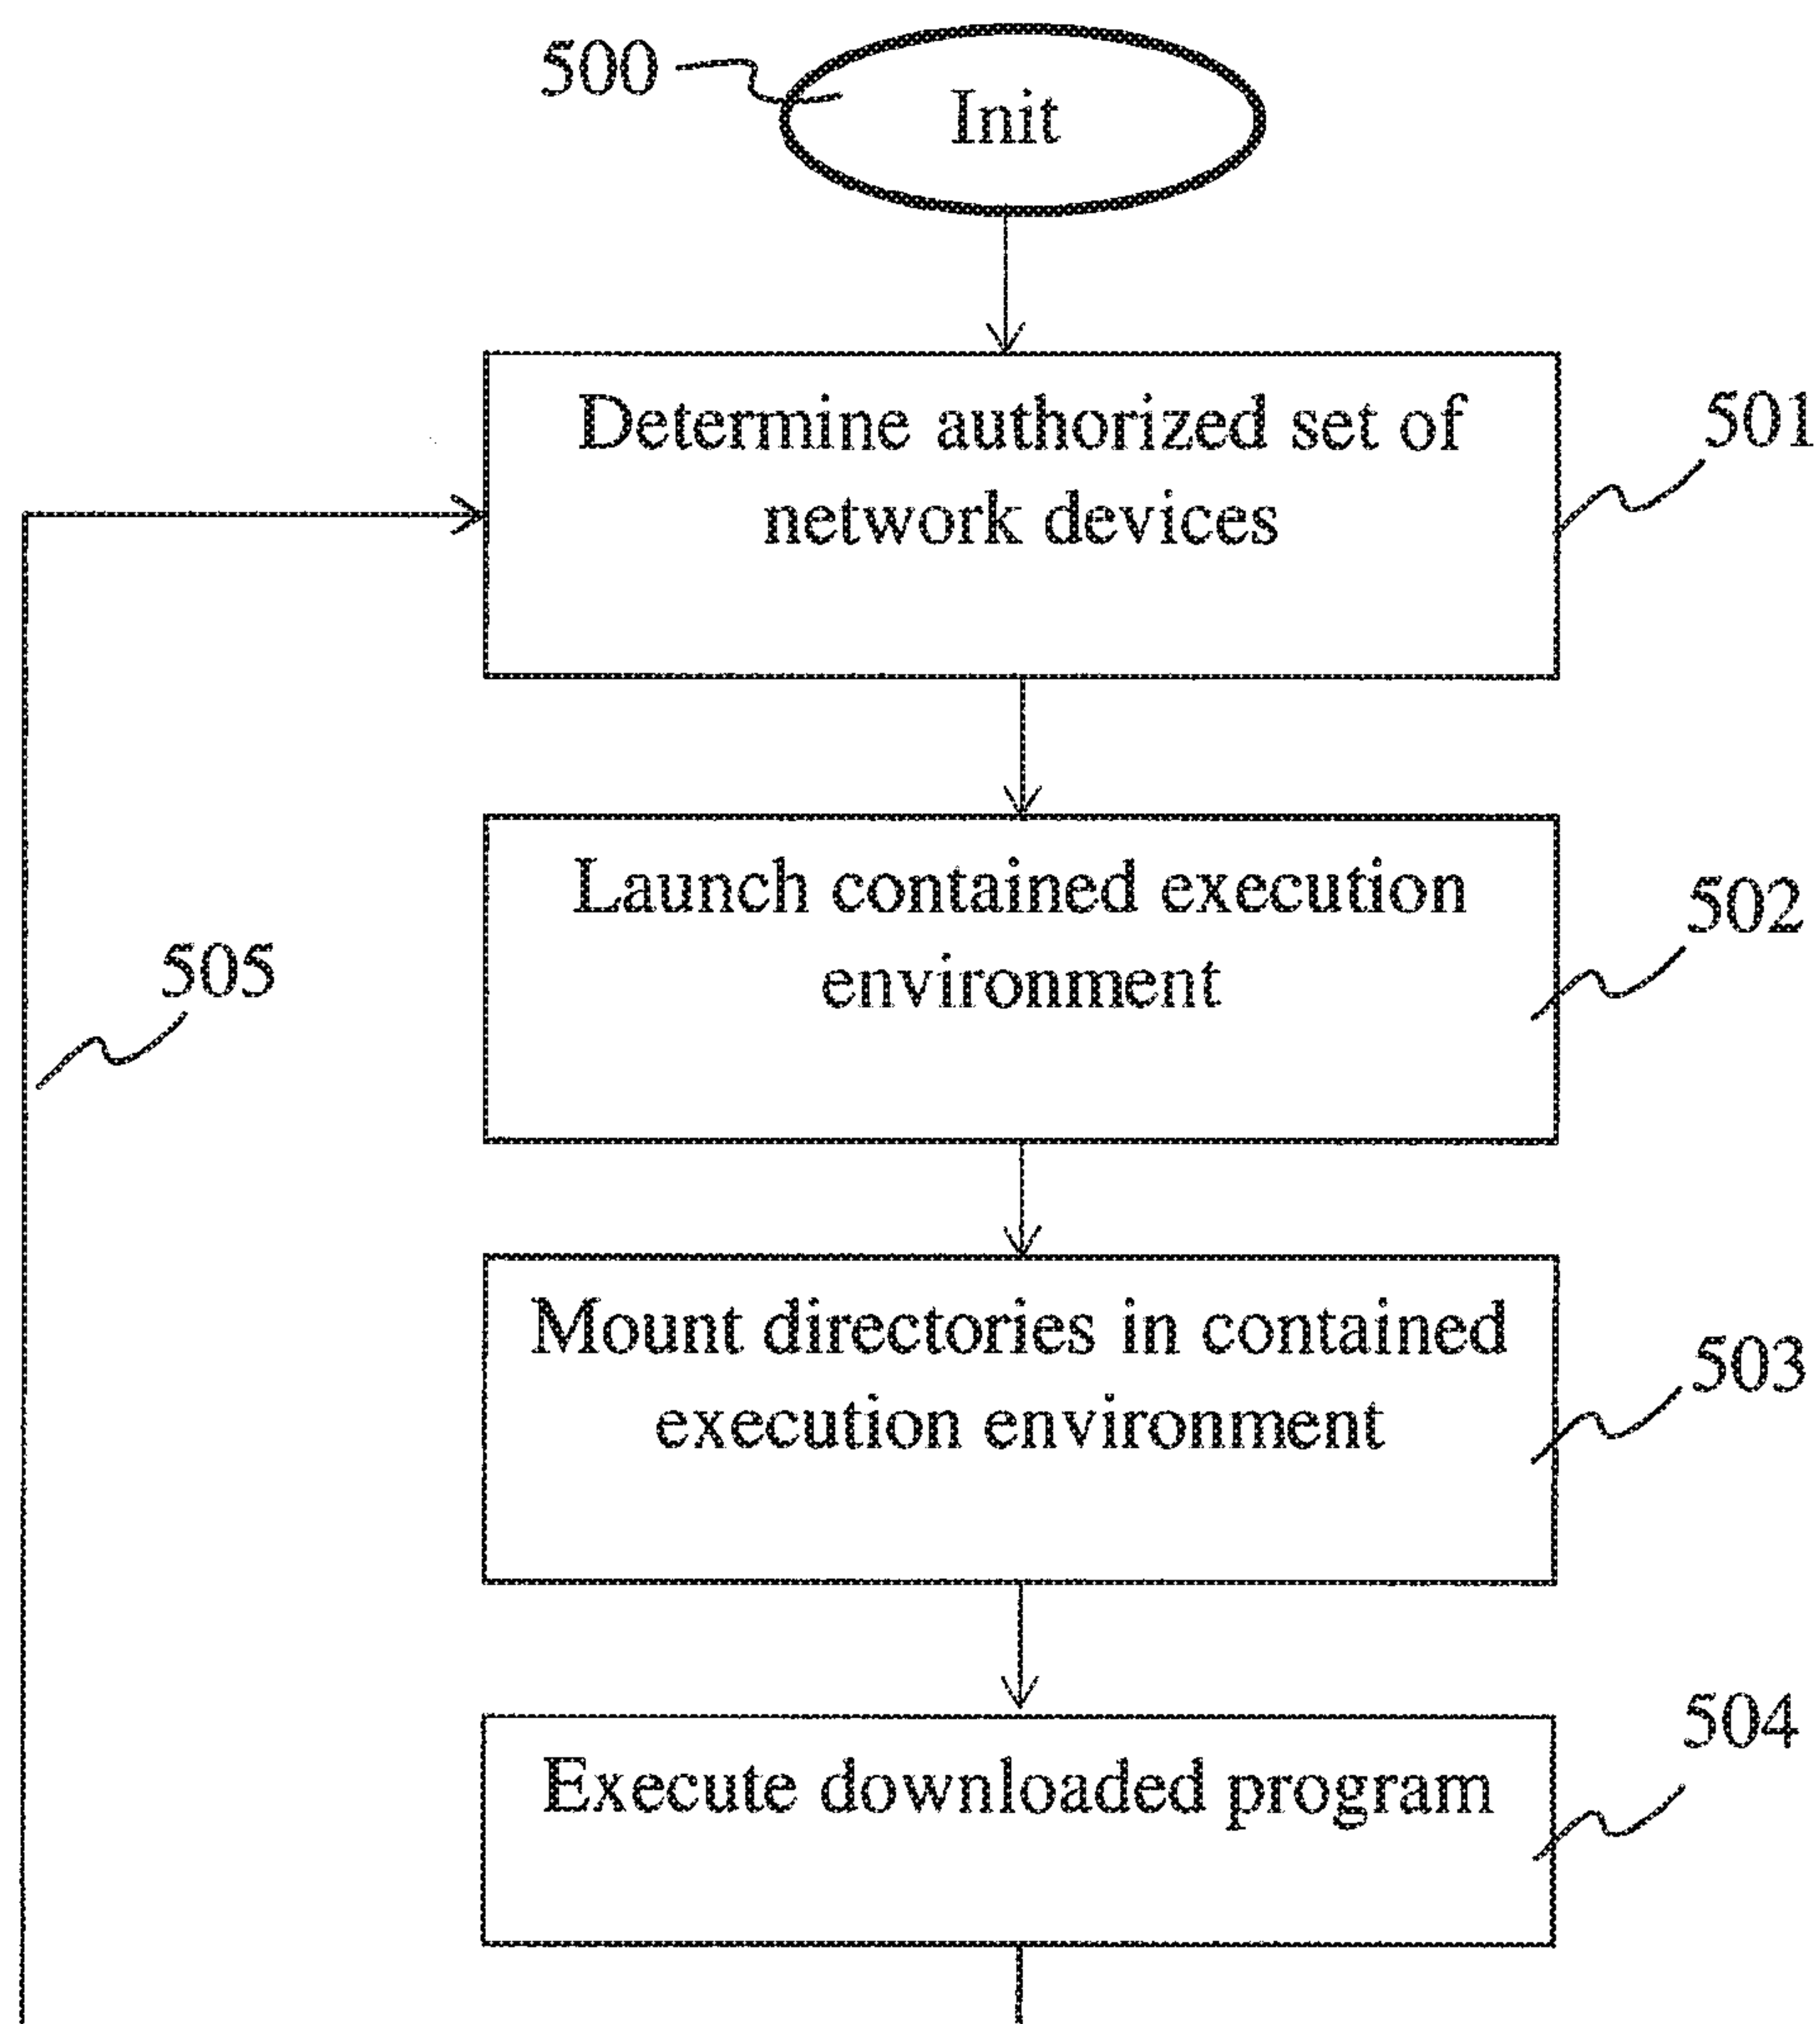 500
Init
Determine authorized set of
network devices
501
Launch contained execution
environment
502
505
Mount directories in contained
execution environment
503
Execute downloaded program
504